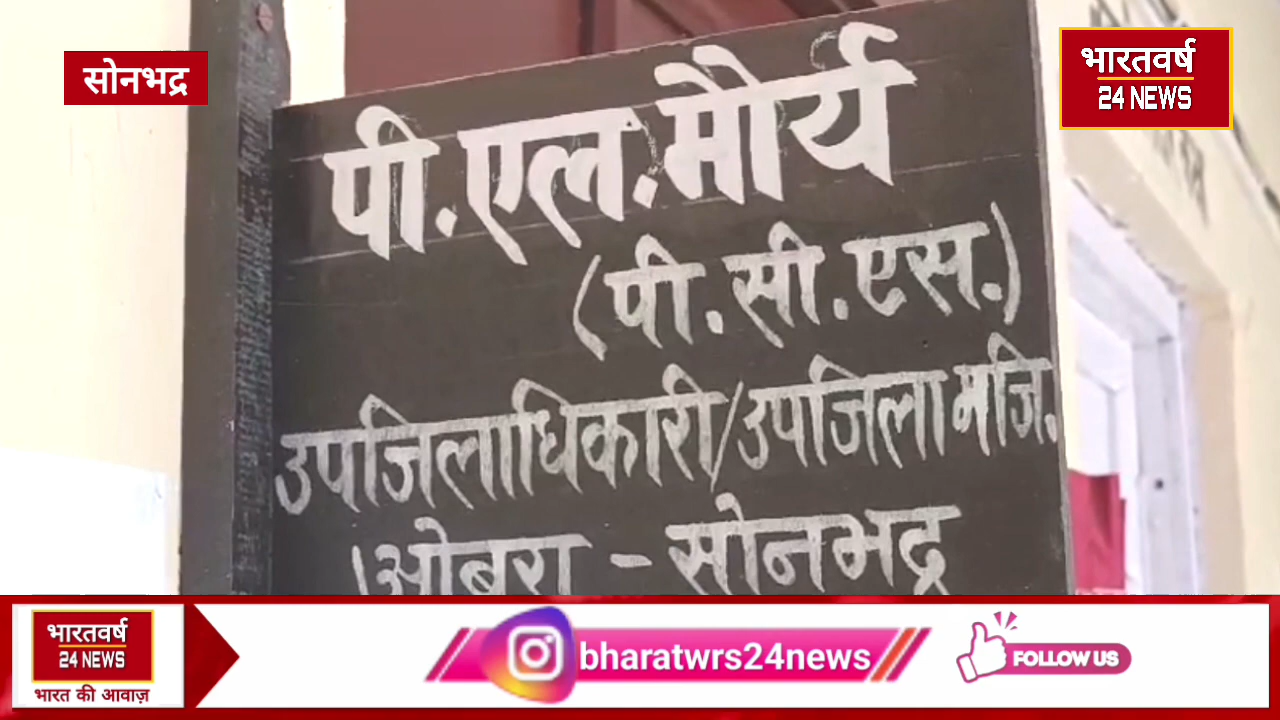 सोनभद्र
भारतवर्ष
24 NEWS
पी.एल.मौर्य
(पी.सी.एस.)
उपजिलाधिकारी/उपजिला मजि.
ओबरा - सोनभद्र
भारतवर्ष
24 NEWS
भारत की आवाज़
bharatwrs24news
FOLLOW US